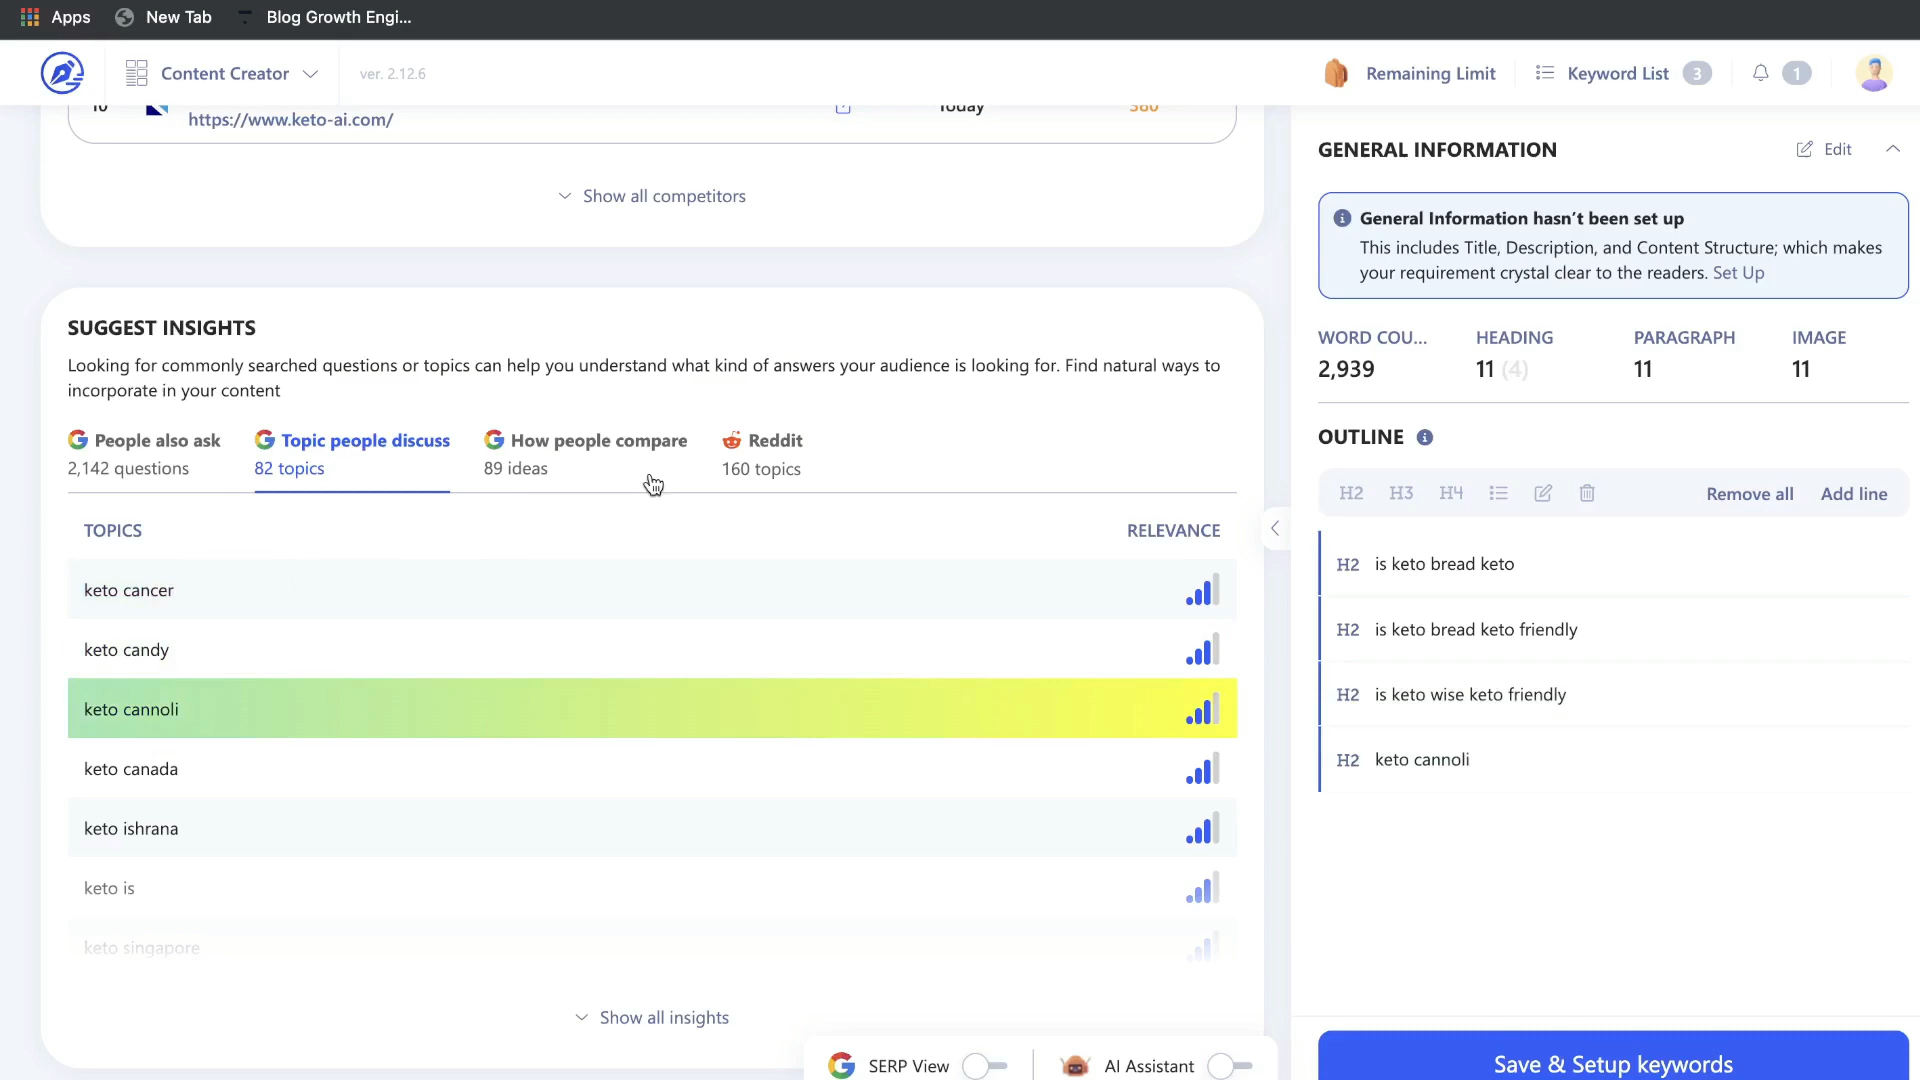 Apps
New Tab
Blog Growth Engi...
Content Creator
ver. 2.12.6
Remaining Limit
Keyword List 3
1
10
https://www.keto-ai.com/
Today
380
Show all competitors
SUGGEST INSIGHTS
Looking for commonly searched questions or topics can help you understand what kind of answers your audience is looking for. Find natural ways to
incorporate in your content
People also ask
2,142 questions
Topic people discuss
82 topics
How people compare
89 ideas
Reddit
160 topics
TOPICS
RELEVANCE
keto cancer
keto candy
keto cannoli
keto canada
keto ishrana
keto is
keto singapore
Show all insights
SERP View
AI Assistant
GENERAL INFORMATION
Edit
General Information hasn't been set up
This includes Title, Description, and Content Structure; which makes
your requirement crystal clear to the readers. Set Up
WORD COU...
2,939
HEADING
11 (4)
PARAGRAPH
11
IMAGE
11
OUTLINE
H2 H3 H4
Remove all
Add line
H2 is keto bread keto
H2 is keto bread keto friendly
H2 is keto wise keto friendly
H2 keto cannoli
Save & Setup keywords